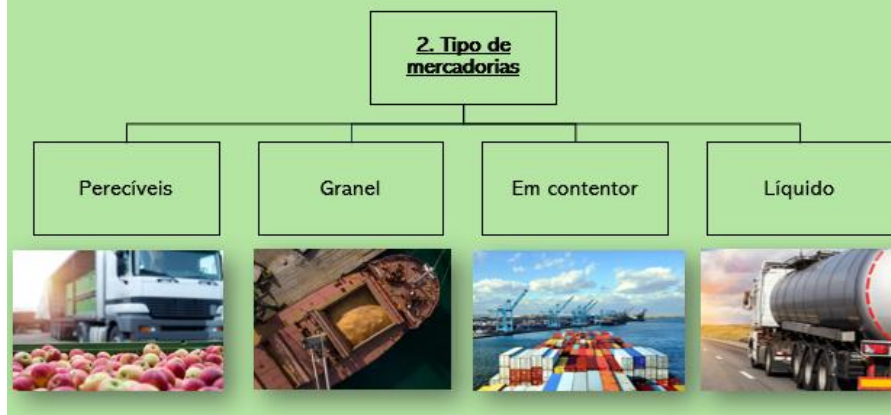 2. Tipo de
mercadorias
Perecíveis
Granel
Em contentor
Líquido